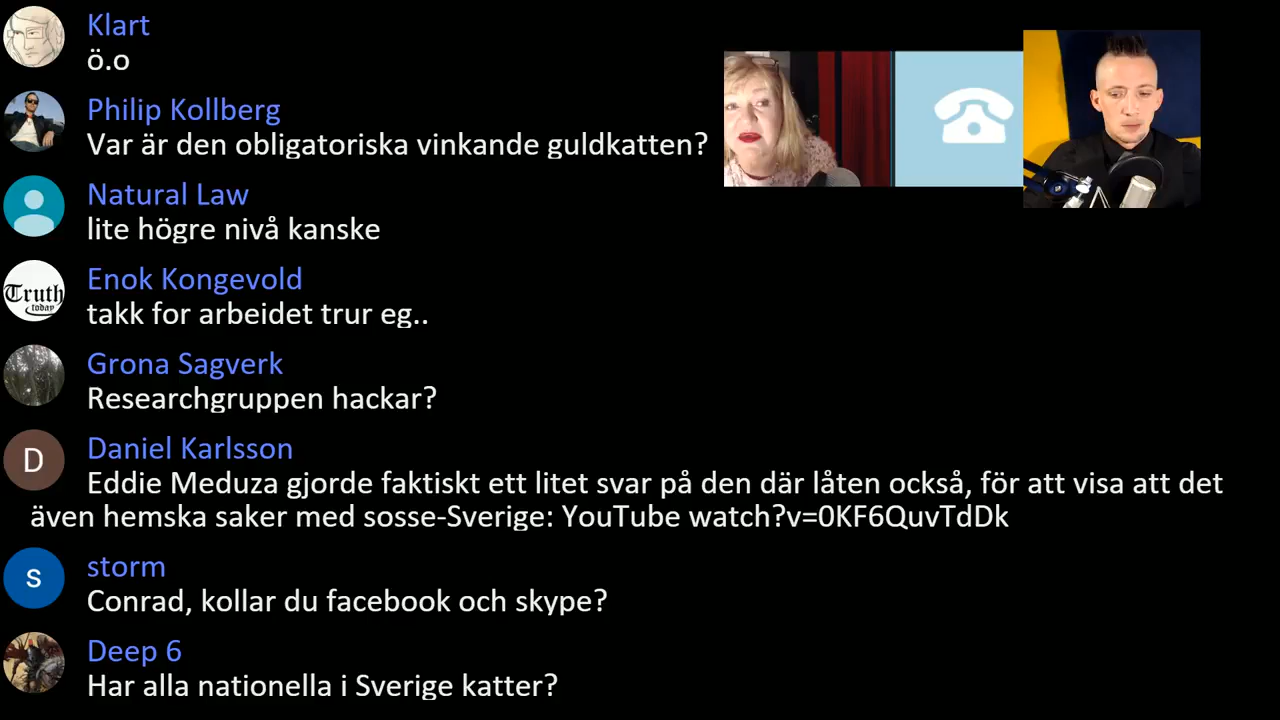 Klart
ö.o
Philip Kollberg
Var är den obligatoriska vinkande guldkatten?
Natural Law
lite högre nivå kanske
Enok Kongevold
Truth
today
takk for arbeidet trur eg..
Grona Sagverk
Researchgruppen hackar?
D
Daniel Karlsson
Eddie Meduza gjorde faktiskt ett litet svar på den där låten också, för att visa att det
även hemska saker med sosse-Sverige: YouTube watch?v=0KF6QuvTdDk
s
storm
Conrad, kollar du facebook och skype?
Deep 6
Har alla nationella i Sverige katter?